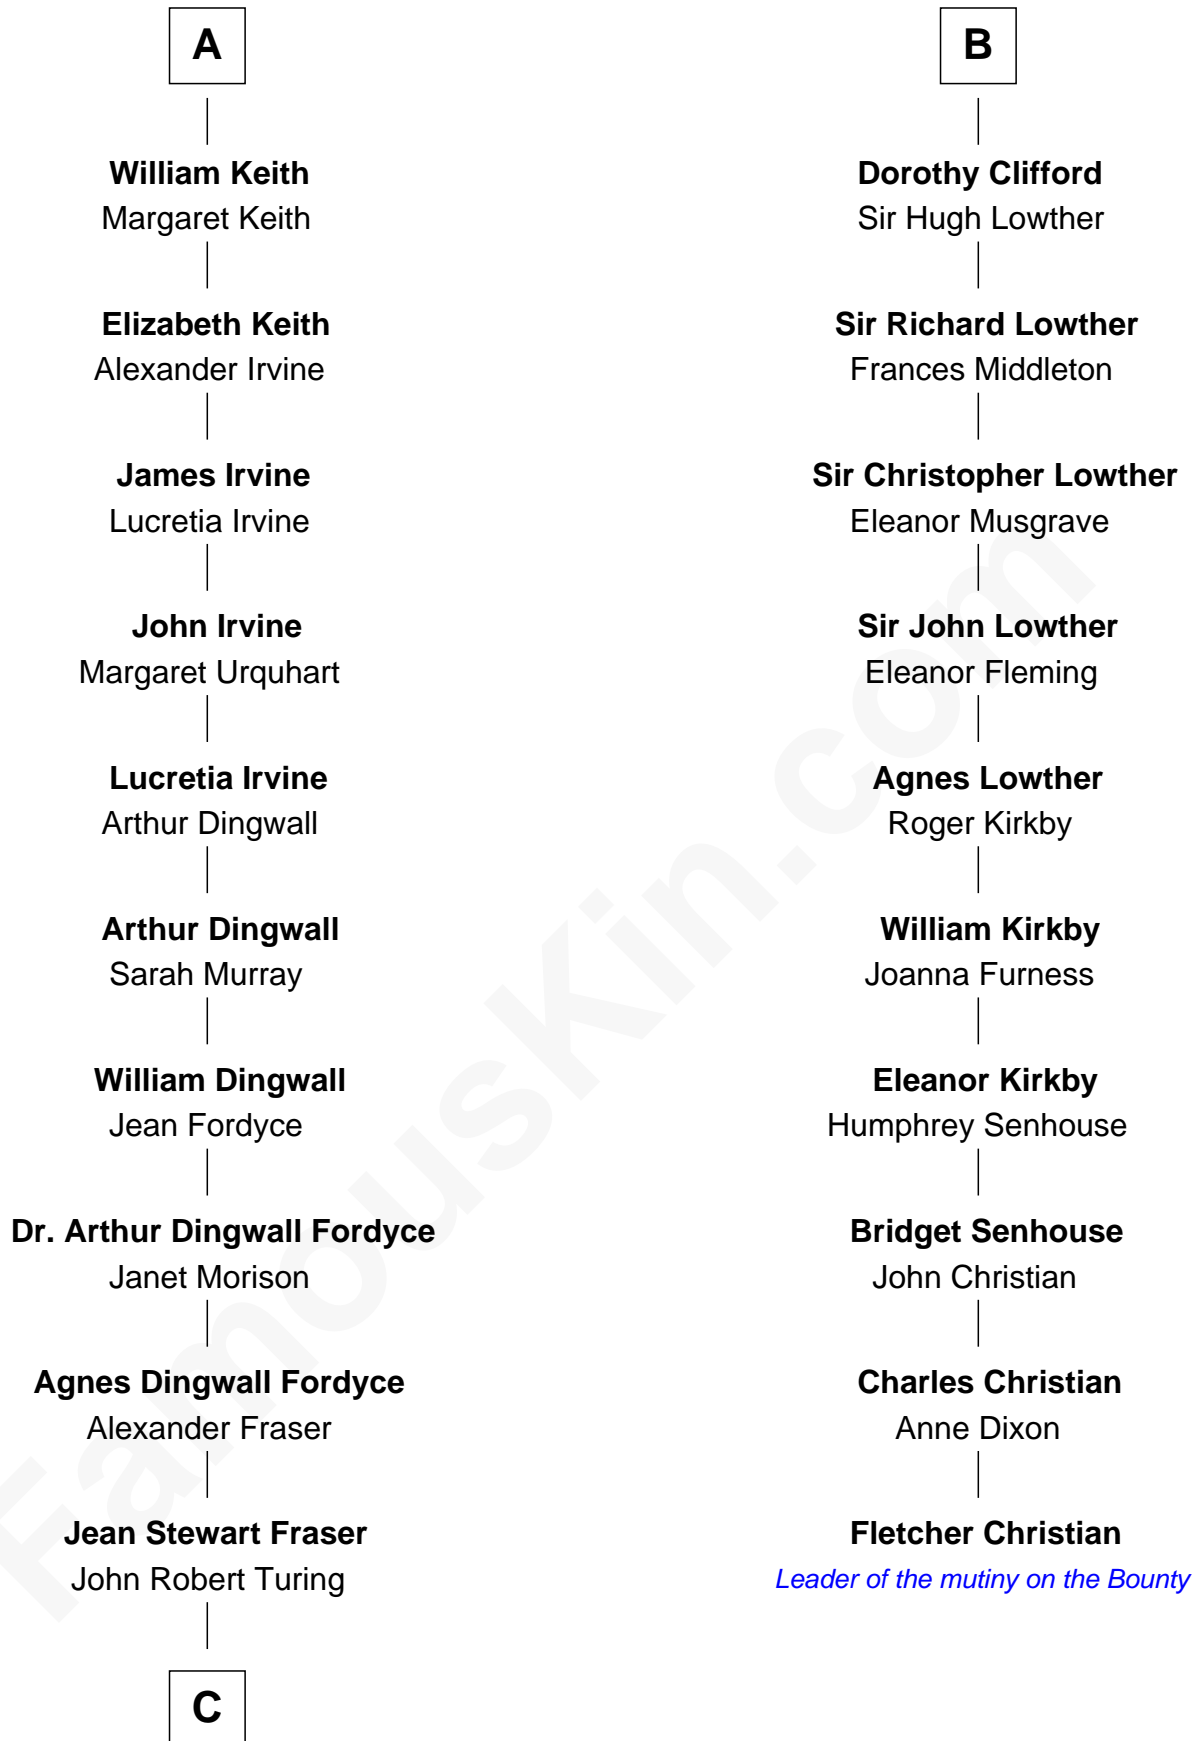 A
William Keith
Margaret Keith
Elizabeth Keith
Alexander Irvine
James Irvine
Lucretia Irvine
John Irvine
Margaret Urquhart
Lucretia Irvine
Arthur Dingwall
Arthur Dingwall
Sarah Murray
William Dingwall
Jean Fordyce
Dr. Arthur Dingwall Fordyce
Janet Morison
Agnes Dingwall Fordyce
Alexander Fraser
Jean Stewart Fraser
John Robert Turing
C
B
Dorothy Clifford
Sir Hugh Lowther
Sir Richard Lowther
Frances Middleton
Sir Christopher Lowther
Eleanor Musgrave
Sir John Lowther
Eleanor Fleming
Agnes Lowther
Roger Kirkby
William Kirkby
Joanna Furness
Eleanor Kirkby
Humphrey Senhouse
Bridget Senhouse
John Christian
Charles Christian
Anne Dixon
Fletcher Christian
Leader of the mutiny on the Bounty
FamousKin.com